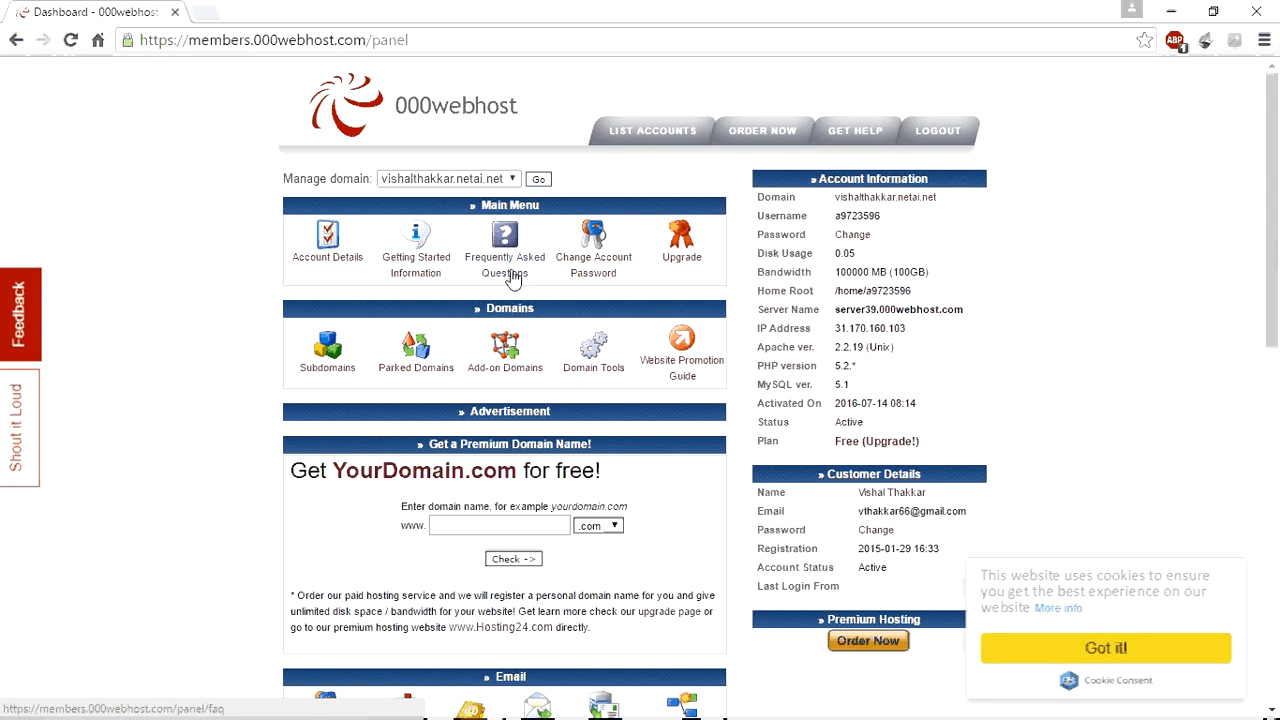 Dashboard - 000webhost
https://members.000webhost.com/panel
ABP
1
000webhost
LIST ACCOUNTS
ORDER NOW
GET HELP
LOGOUT
Manage domain: vishalthakkar.netai.net Go
» Main Menu
Account Details
Getting Started Information
Frequently Asked Questions
Change Account Password
Upgrade
» Domains
Subdomains
Parked Domains
Add-on Domains
Domain Tools
Website Promotion Guide
» Advertisement
» Get a Premium Domain Name!
Get YourDomain.com for free!
Enter domain name, for example yourdomain.com
www. .com
Check ->
* Order our paid hosting service and we will register a personal domain name for you and give
unlimited disk space / bandwidth for your website! Get learn more check our upgrade page or
go to our premium hosting website www.Hosting24.com directly.
» Email
» Account Information
Domain vishalthakkar.netai.net
Username a9723596
Password Change
Disk Usage 0.05
Bandwidth 100000 MB (100GB)
Home Root /home/a9723596
Server Name server39.000webhost.com
IP Address 31.170.160.103
Apache ver. 2.2.19 (Unix)
PHP version 5.2.*
MySQL ver. 5.1
Activated On 2016-07-14 08:14
Status Active
Plan Free (Upgrade!)
» Customer Details
Name Vishal Thakkar
Email vthakkar66@gmail.com
Password Change
Registration 2015-01-29 16:33
Account Status Active
Last Login From
» Premium Hosting
Order Now
Feedback
Shout it Loud
This website uses cookies to ensure
you get the best experience on our
website More info
Got it!
Cookie Consent
https://members.000webhost.com/panel/faq